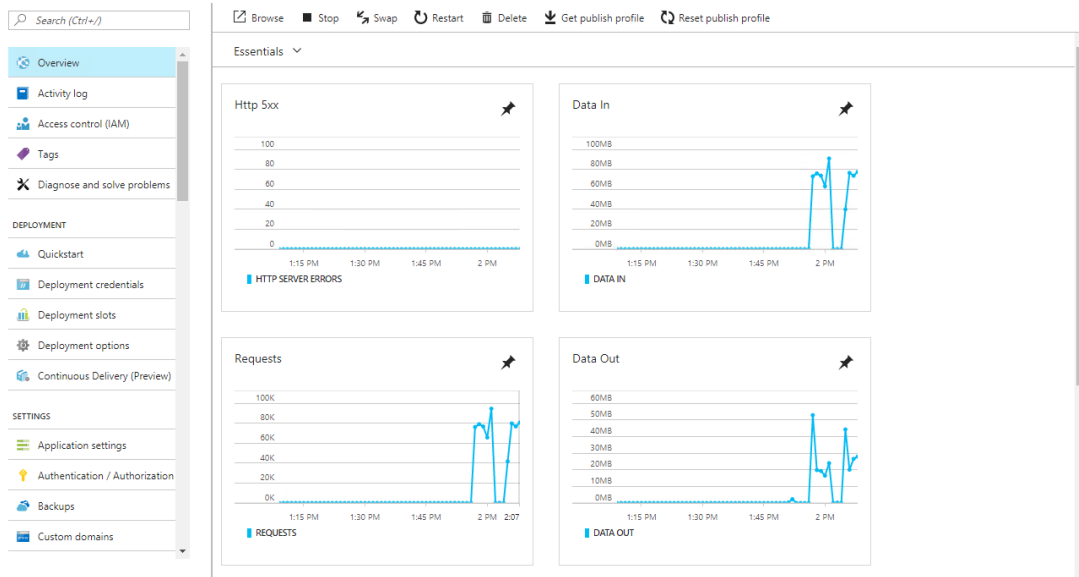 Search (Ctrl+/)
Overview
Activity log
Access control (IAM)
Tags
Diagnose and solve problems
DEPLOYMENT
Quickstart
Deployment credentials
Deployment slots
Deployment options
Continuous Delivery (Preview)
SETTINGS
Application settings
Authentication / Authorization
Backups
Custom domains
Browse Stop Swap Restart Delete Get publish profile Reset publish profile
Essentials
Http 5xx
100
80
60
40
20
0
1:15 PM 1:30 PM 1:45 PM 2 PM
HTTP SERVER ERRORS
Data In
100MB
80MB
60MB
40MB
20MB
0MB
1:15 PM 1:30 PM 1:45 PM 2 PM
DATA IN
Requests
100K
80K
60K
40K
20K
0K
1:15 PM 1:30 PM 1:45 PM 2 PM 2:07
REQUESTS
Data Out
60MB
50MB
40MB
30MB
20MB
10MB
0MB
1:15 PM 1:30 PM 1:45 PM 2 PM
DATA OUT